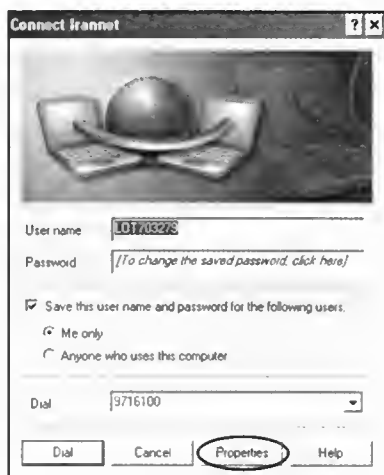 Connect Irannet
User name LOT703279
Password [To change the saved password, click here]
Save this user name and password for the following users:
Me only
Anyone who uses this computer
Dial 9716100
Dial Cancel Properties Help